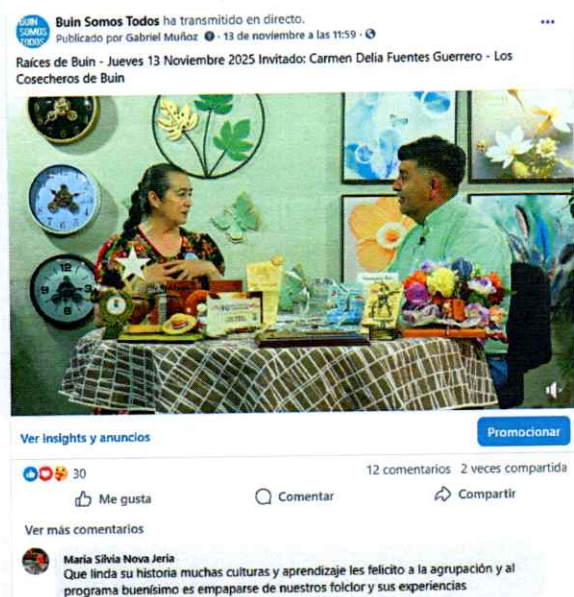 BUIN
SOMOS
TODOS
Buin Somos Todos ha transmitido en directo.
Publicado por Gabriel Muñoz · 13 de noviembre a las 11:59 ·
Raíces de Buin - Jueves 13 Noviembre 2025 Invitado: Carmen Delia Fuentes Guerrero - Los
Cosecheros de Buin
Ver insights y anuncios
Promocionar
30
12 comentarios 2 veces compartida
Me gusta
Comentar
Compartir
Ver más comentarios
Maria Silvia Nova Jeria
Que linda su historia muchas culturas y aprendizaje les felicito a la agrupación y al
programa buenísimo es empaparse de nuestros folclor y sus experiencias